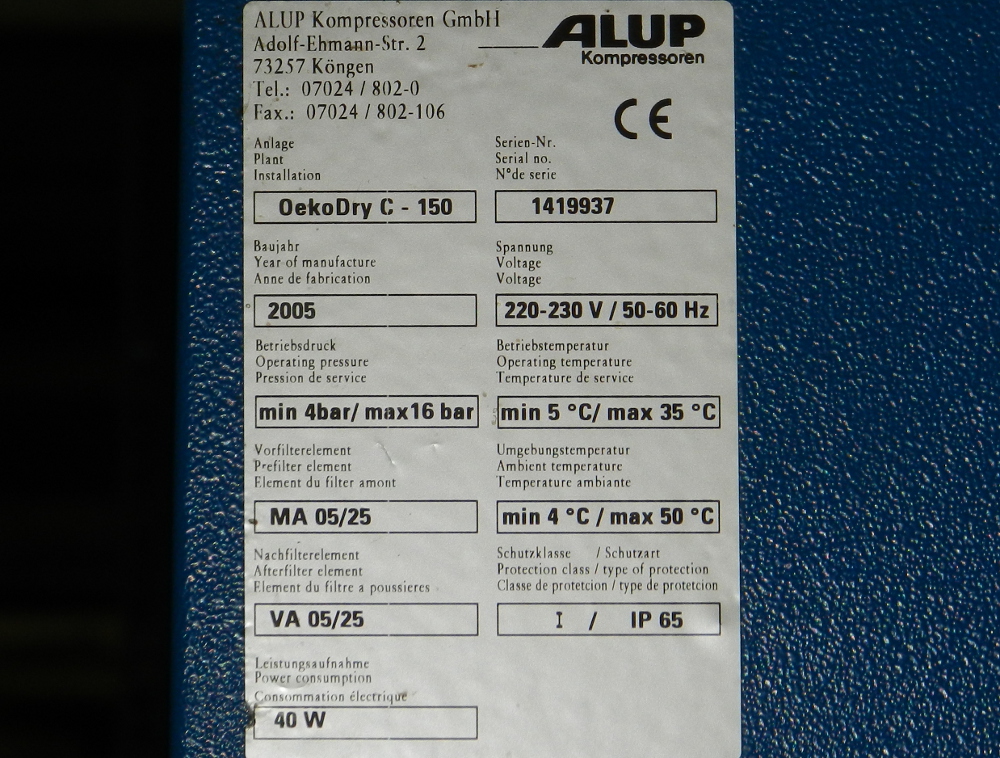 ALUP Kompressoren GmbH
Adolf-Ehmann-Str. 2
73257 Köngen
Tel.: 07024 / 802-0
Fax.: 07024 / 802-106
ALUP
Kompressoren
CE
Anlage
Plant
Installation
OekoDry C - 150
Serien-Nr.
Serial no.
N°de serie
1419937
Baujahr
Year of manufacture
Anne de fabrication
2005
Spannung
Voltage
Voltage
220-230 V / 50-60 Hz
Betriebsdruck
Operating pressure
Pression de service
min 4bar/ max16 bar
Betriebstemperatur
Operating temperature
Temperature de service
min 5 °C/ max 35 °C
Vorfilterelement
Prefilter element
Element du filter amont
MA 05/25
Umgebungstemperatur
Ambient temperature
Temperature ambiante
min 4 °C / max 50 °C
Nachfilterelement
Afterfilter element
Element du filtre a poussieres
VA 05/25
Schutzklasse / Schutzart
Protection class / type of protection
Classe de protetcion / type de protetcion
I / IP 65
Leistungsaufnahme
Power consumption
Consommation électrique
40 W